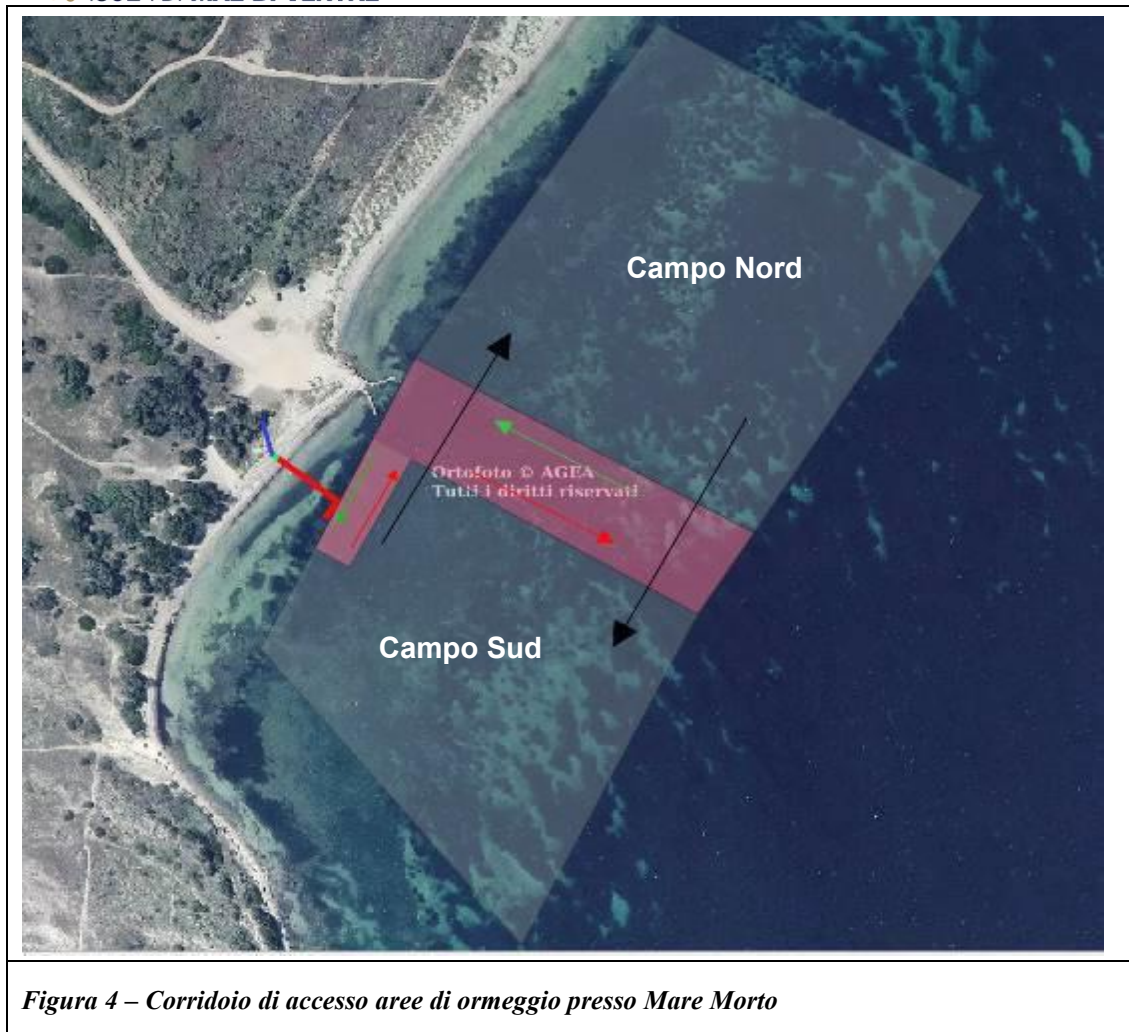 Campo Nord
Ortofoto © AGEA
Tutti i diritti riservati
Campo Sud
Figura 4 – Corridoio di accesso aree di ormeggio presso Mare Morto